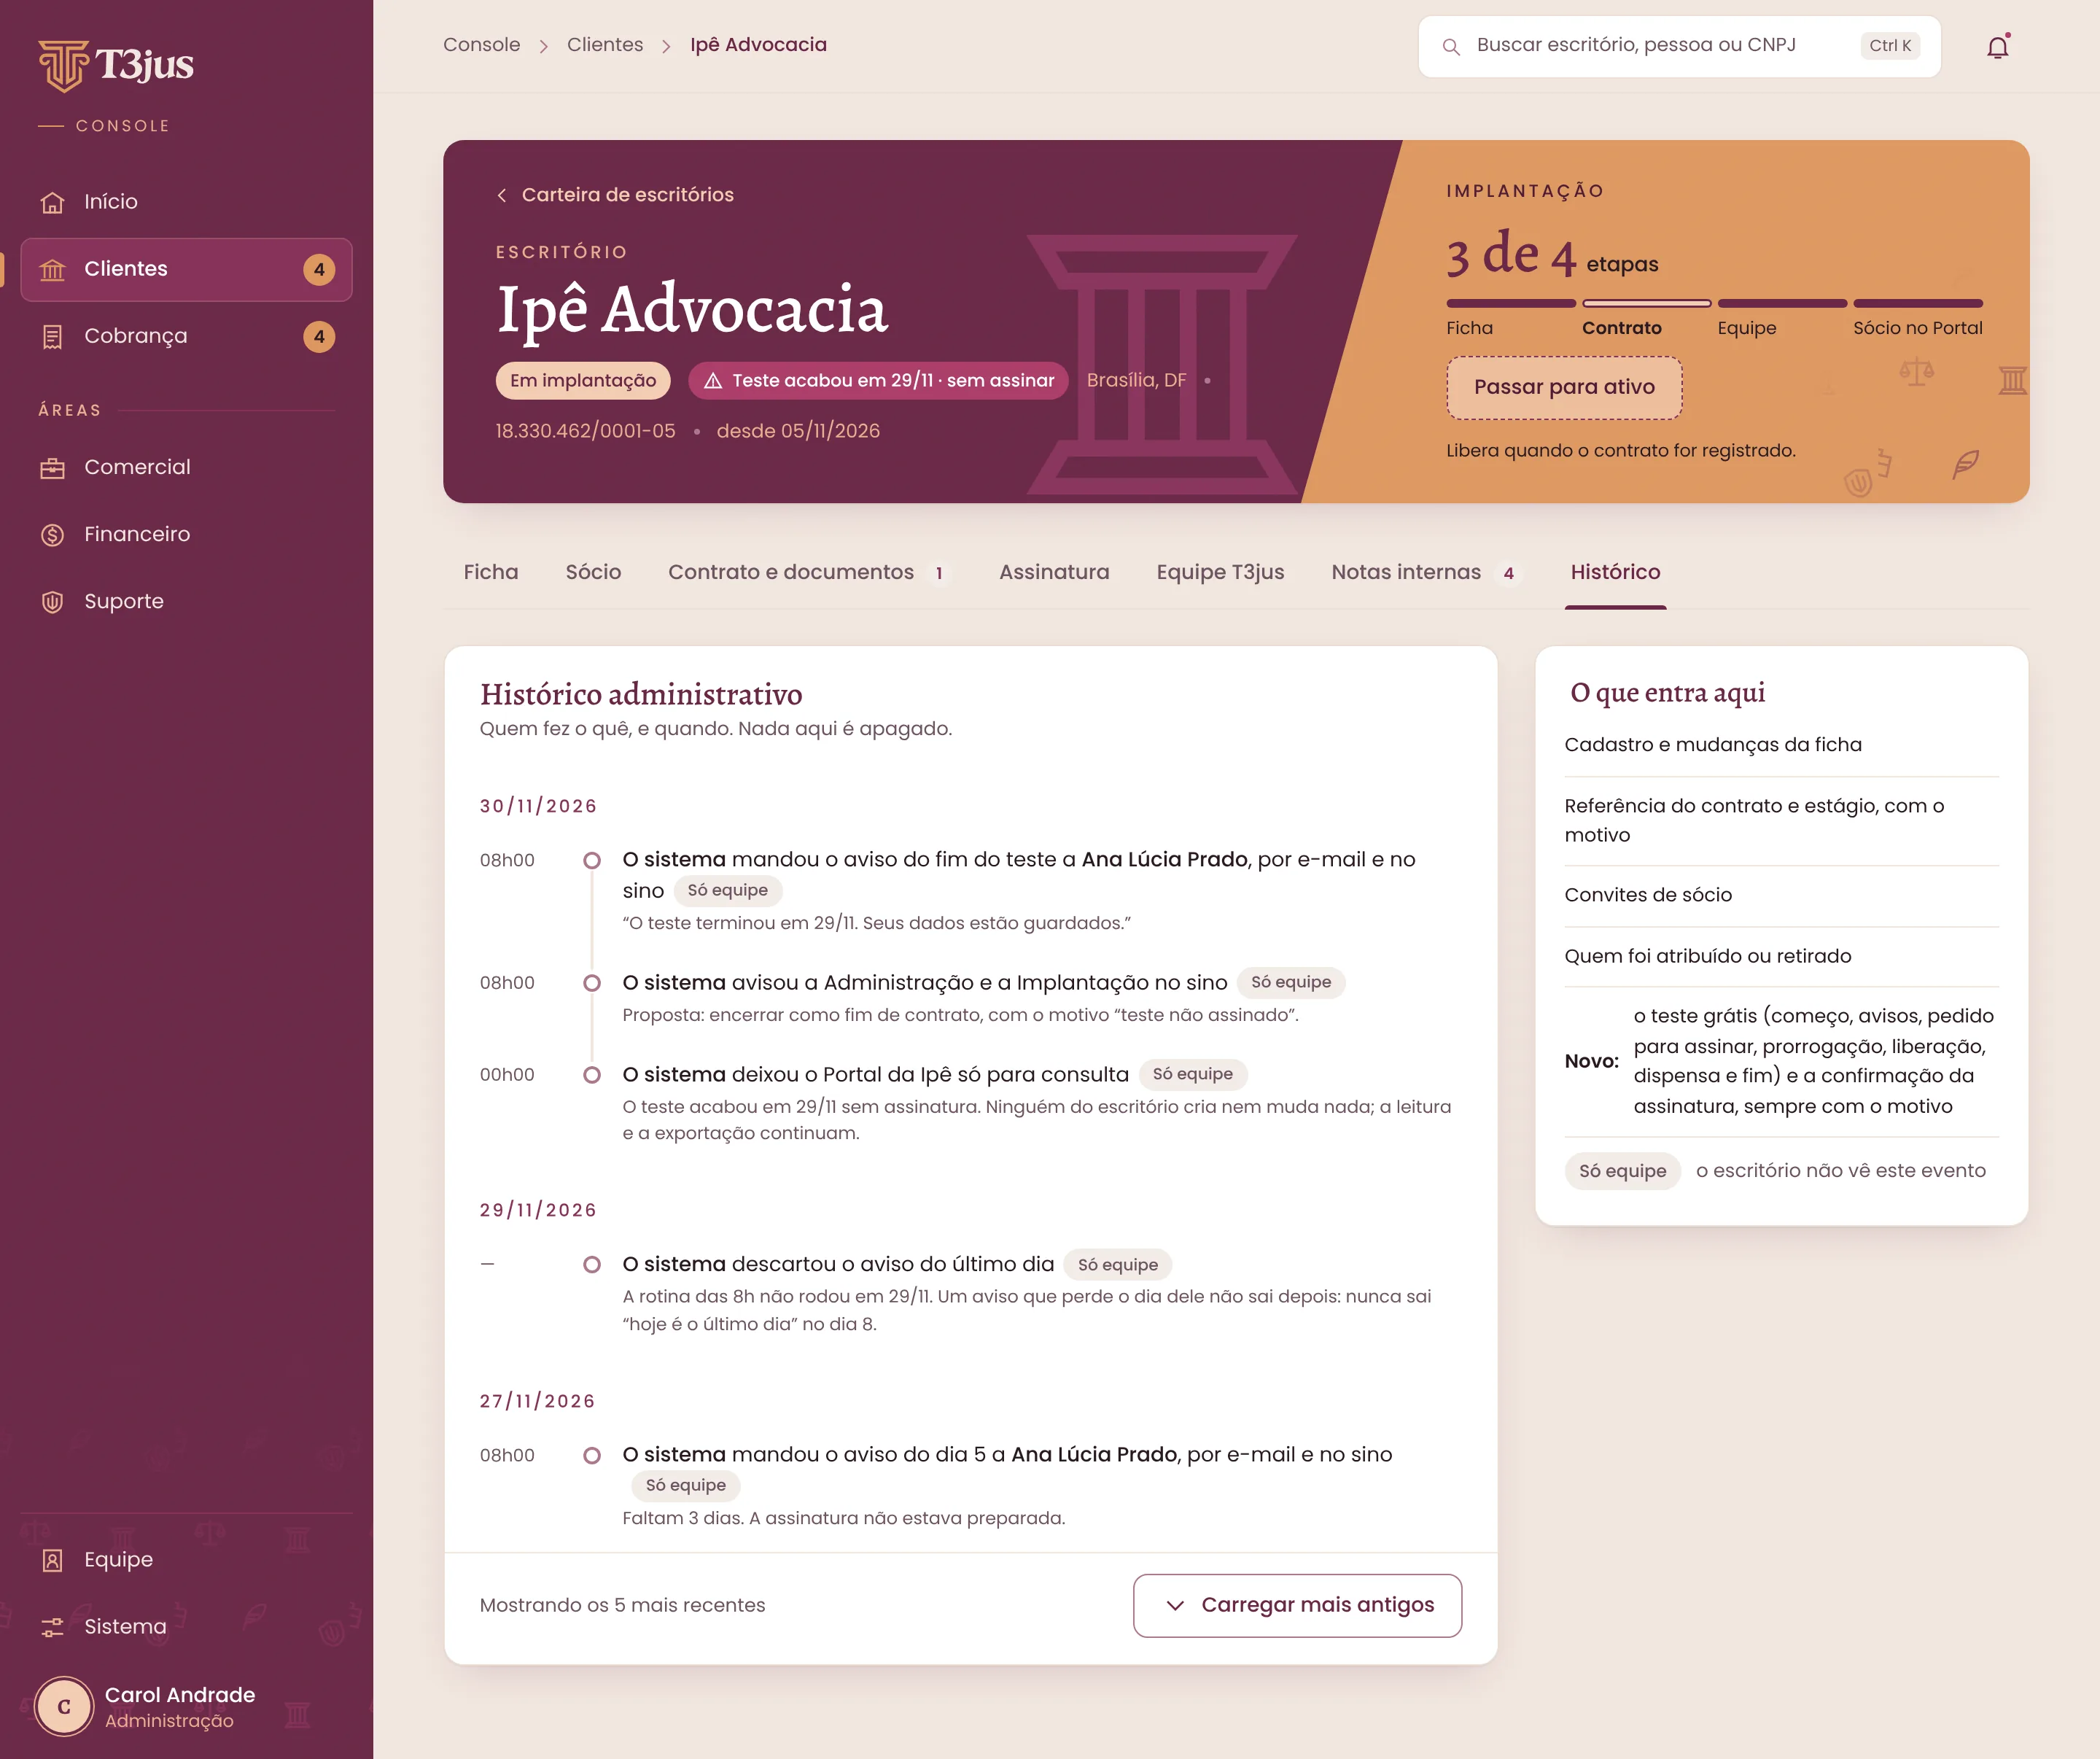 T3jus
CONSOLE
Início
Clientes 4
Cobrança 4
ÁREAS
Comercial
Financeiro
Suporte
Equipe
Sistema
C
Carol Andrade
Administração
Console > Clientes > Ipê Advocacia
Buscar escritório, pessoa ou CNPJ Ctrl K
Carteira de escritórios
ESCRITÓRIO
Ipê Advocacia
Em implantação Teste acabou em 29/11 · sem assinar Brasília, DF •
18.330.462/0001-05 • desde 05/11/2026
IMPLANTAÇÃO
3 de 4 etapas
Ficha Contrato Equipe Sócio no Portal
Passar para ativo
Libera quando o contrato for registrado.
Ficha Sócio Contrato e documentos 1 Assinatura Equipe T3jus Notas internas 4 Histórico
Histórico administrativo
Quem fez o quê, e quando. Nada aqui é apagado.
30/11/2026
08h00 O sistema mandou o aviso do fim do teste a Ana Lúcia Prado, por e-mail e no
sino Só equipe
“O teste terminou em 29/11. Seus dados estão guardados.”
08h00 O sistema avisou a Administração e a Implantação no sino Só equipe
Proposta: encerrar como fim de contrato, com o motivo “teste não assinado”.
00h00 O sistema deixou o Portal da Ipê só para consulta Só equipe
O teste acabou em 29/11 sem assinatura. Ninguém do escritório cria nem muda nada; a leitura
e a exportação continuam.
29/11/2026
— O sistema descartou o aviso do último dia Só equipe
A rotina das 8h não rodou em 29/11. Um aviso que perde o dia dele não sai depois: nunca sai
“hoje é o último dia” no dia 8.
27/11/2026
08h00 O sistema mandou o aviso do dia 5 a Ana Lúcia Prado, por e-mail e no sino
Só equipe
Faltam 3 dias. A assinatura não estava preparada.
Mostrando os 5 mais recentes Carregar mais antigos
O que entra aqui
Cadastro e mudanças da ficha
Referência do contrato e estágio, com o
motivo
Convites de sócio
Quem foi atribuído ou retirado
Novo: o teste grátis (começo, avisos, pedido
para assinar, prorrogação, liberação,
dispensa e fim) e a confirmação da
assinatura, sempre com o motivo
Só equipe o escritório não vê este evento